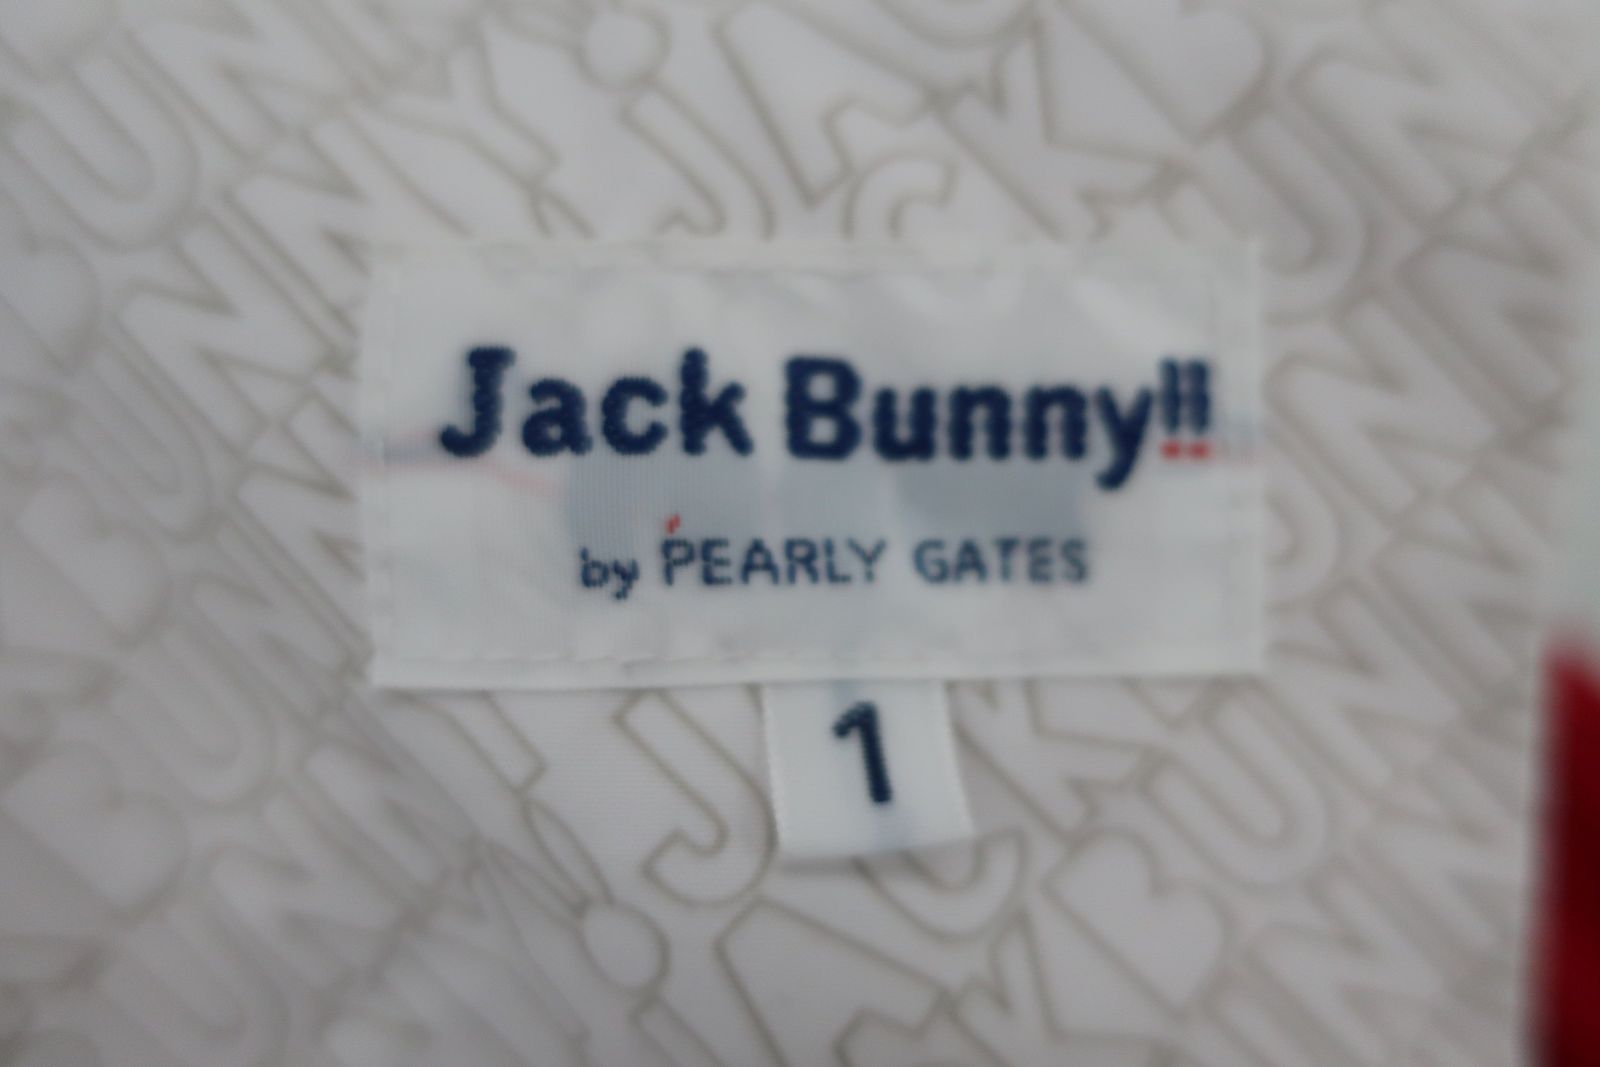 Jack Bunny!!
by PEARLY GATES
1